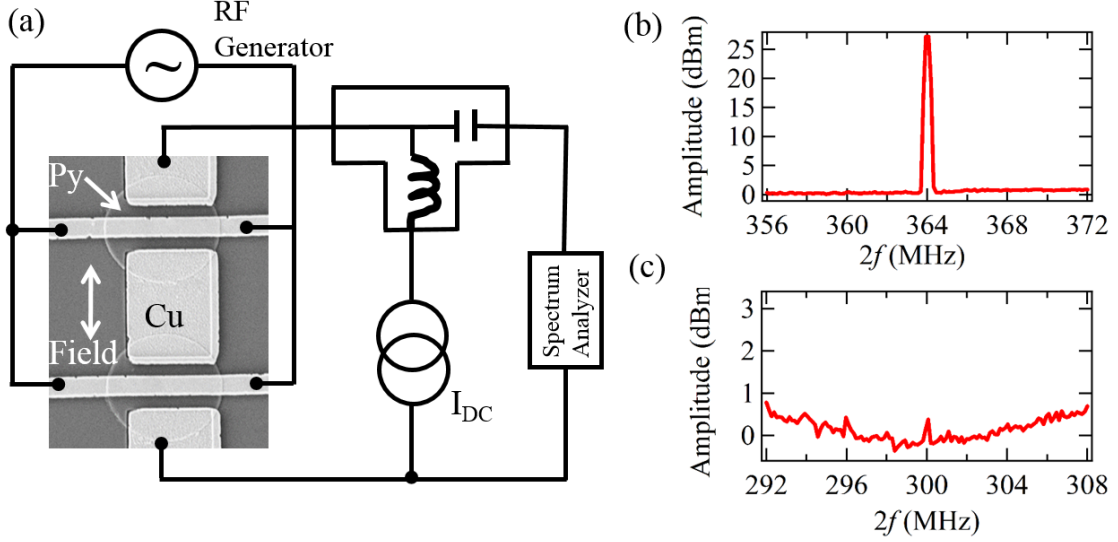 (a)
RF
Generator
~
Py
Cu
Field
I_DC
Spectrum
Analyzer
(b)
Amplitude (dBm)
25
20
15
10
5
0
356 360 364 368 372
2f (MHz)
(c)
Amplitude (dBm)
3
2
1
0
292 296 300 304 308
2f (MHz)